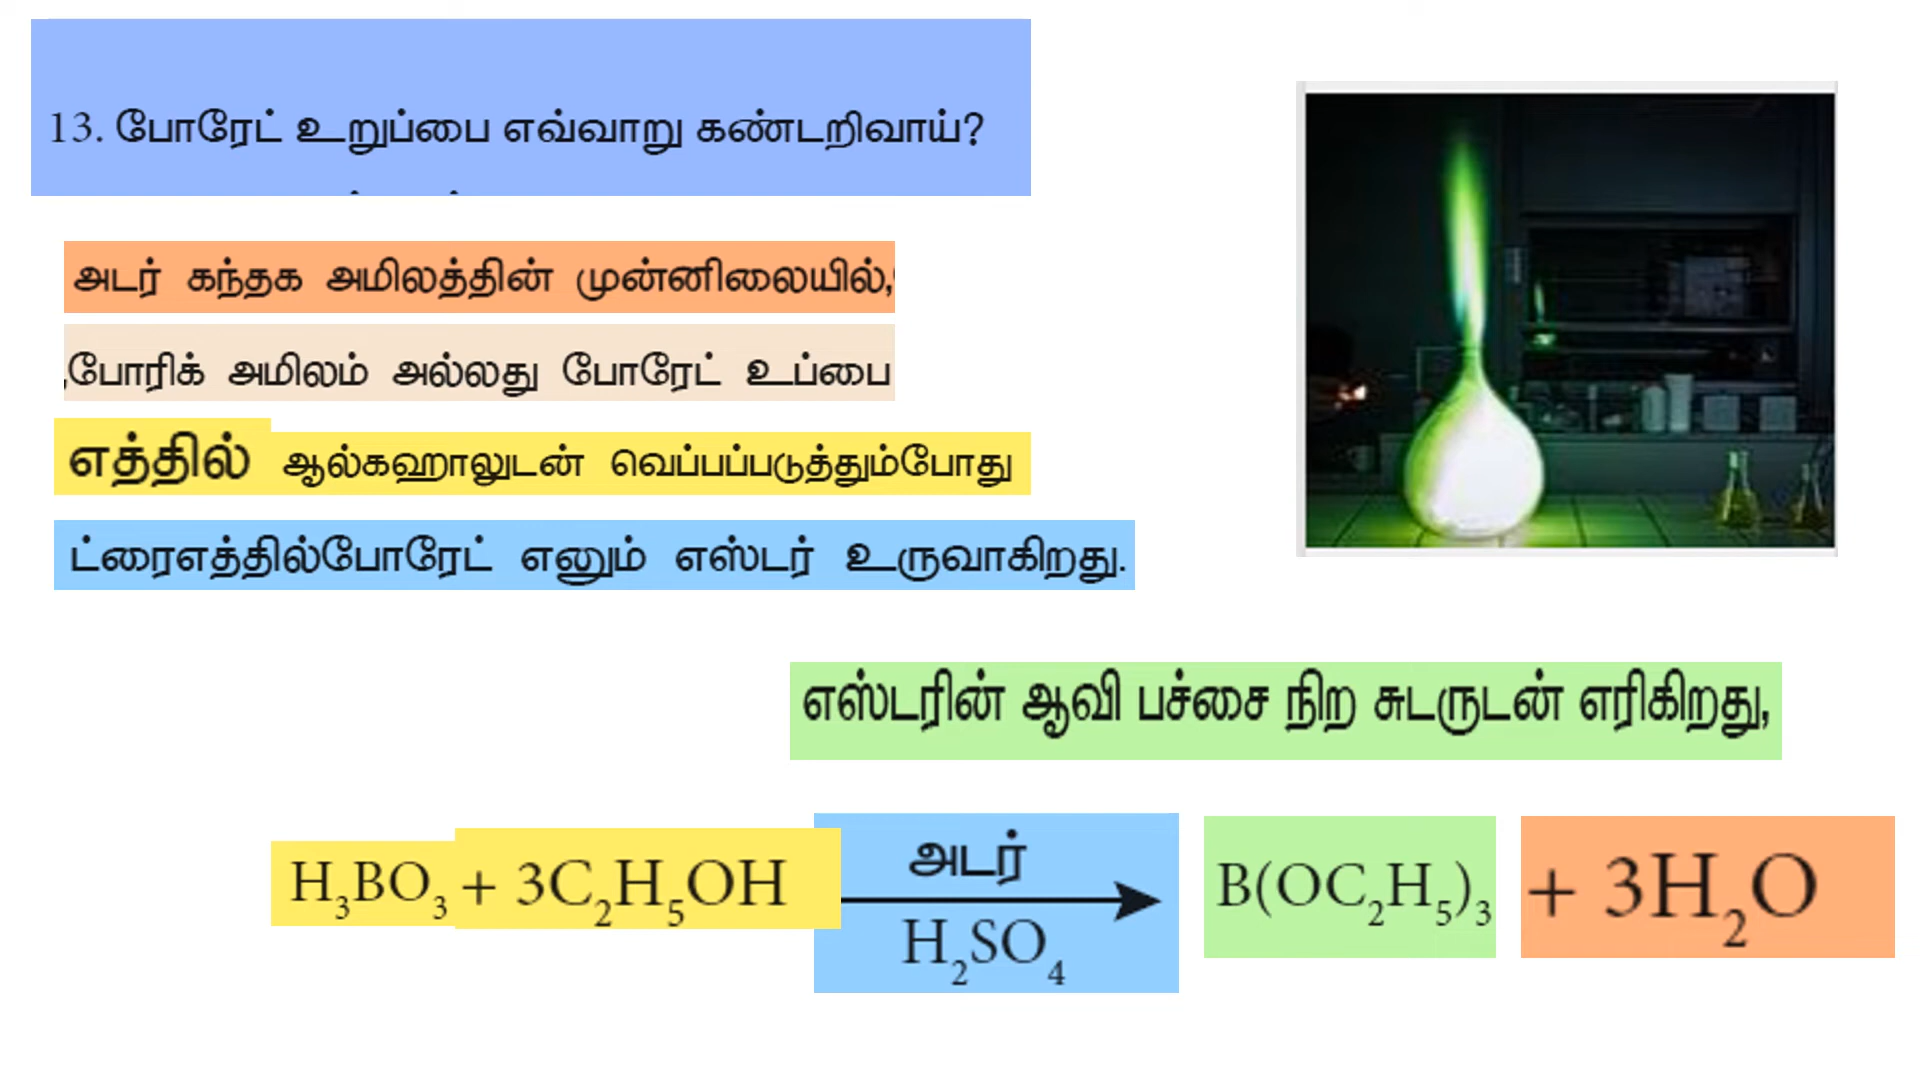 13. போரேட் உறுப்பை எவ்வாறு கண்டறிவாய்?
அடர் கந்தக அமிலத்தின் முன்னிலையில்,
போரிக் அமிலம் அல்லது போரேட் உப்பை
எத்தில் ஆல்கஹாலுடன் வெப்பப்படுத்தும்போது
ட்ரைஎத்தில்போரேட் எனும் எஸ்டர் உருவாகிறது.
எஸ்டரின் ஆவி பச்சை நிற சுடருடன் எரிகிறது,
அடர்
H₃BO₃ + 3C₂H₅OH → B(OC₂H₅)₃ + 3H₂O
H₂SO₄